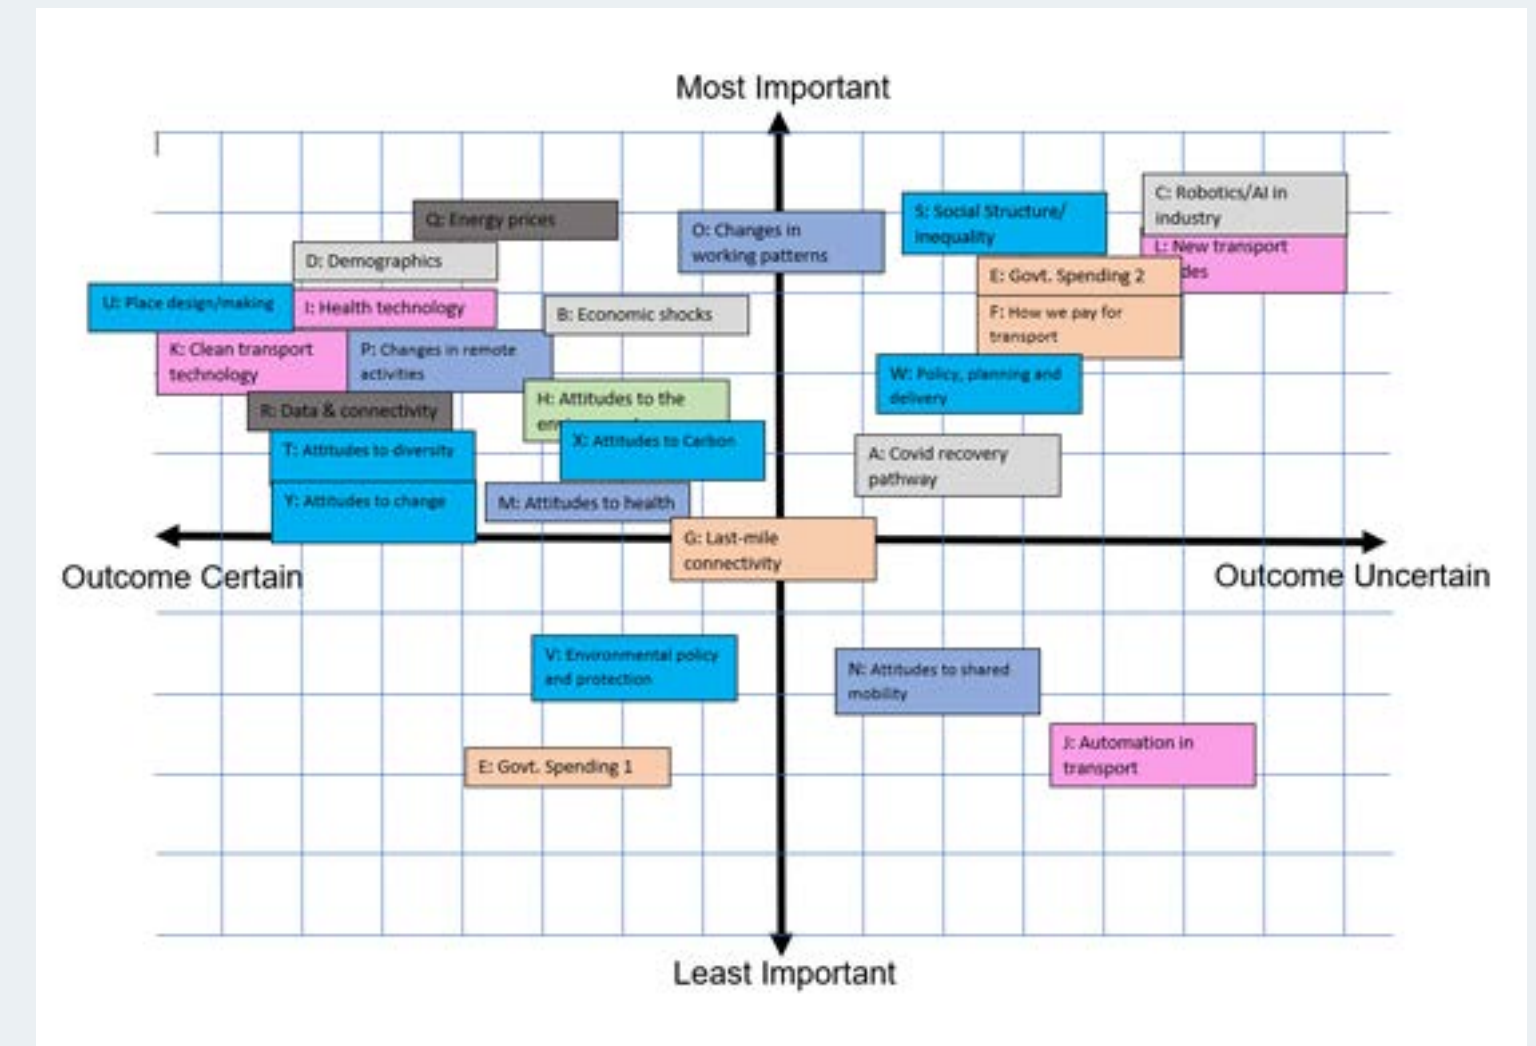 Most Important
C: Robotics/AI in
industry
S: Social Structure/
inequality
Q: Energy prices
O: Changes in
working patterns
L: New transport
des
D: Demographics
E: Govt. Spending 2
U: Place design/making
I: Health technology
B: Economic shocks
F: How we pay for
transport
K: Clean transport
technology
P: Changes in remote
activities
W: Policy, planning and
delivery
H: Attitudes to the
R: Data & connectivity
X: Attitudes to Carbon
T: Attitudes to diversity
A: Covid recovery
pathway
Y: Attitudes to change
M: Attitudes to health
G: Last-mile
connectivity
Outcome Certain
Outcome Uncertain
V: Environmental policy
and protection
N: Attitudes to shared
mobility
J: Automation in
transport
E: Govt. Spending 1
Least Important